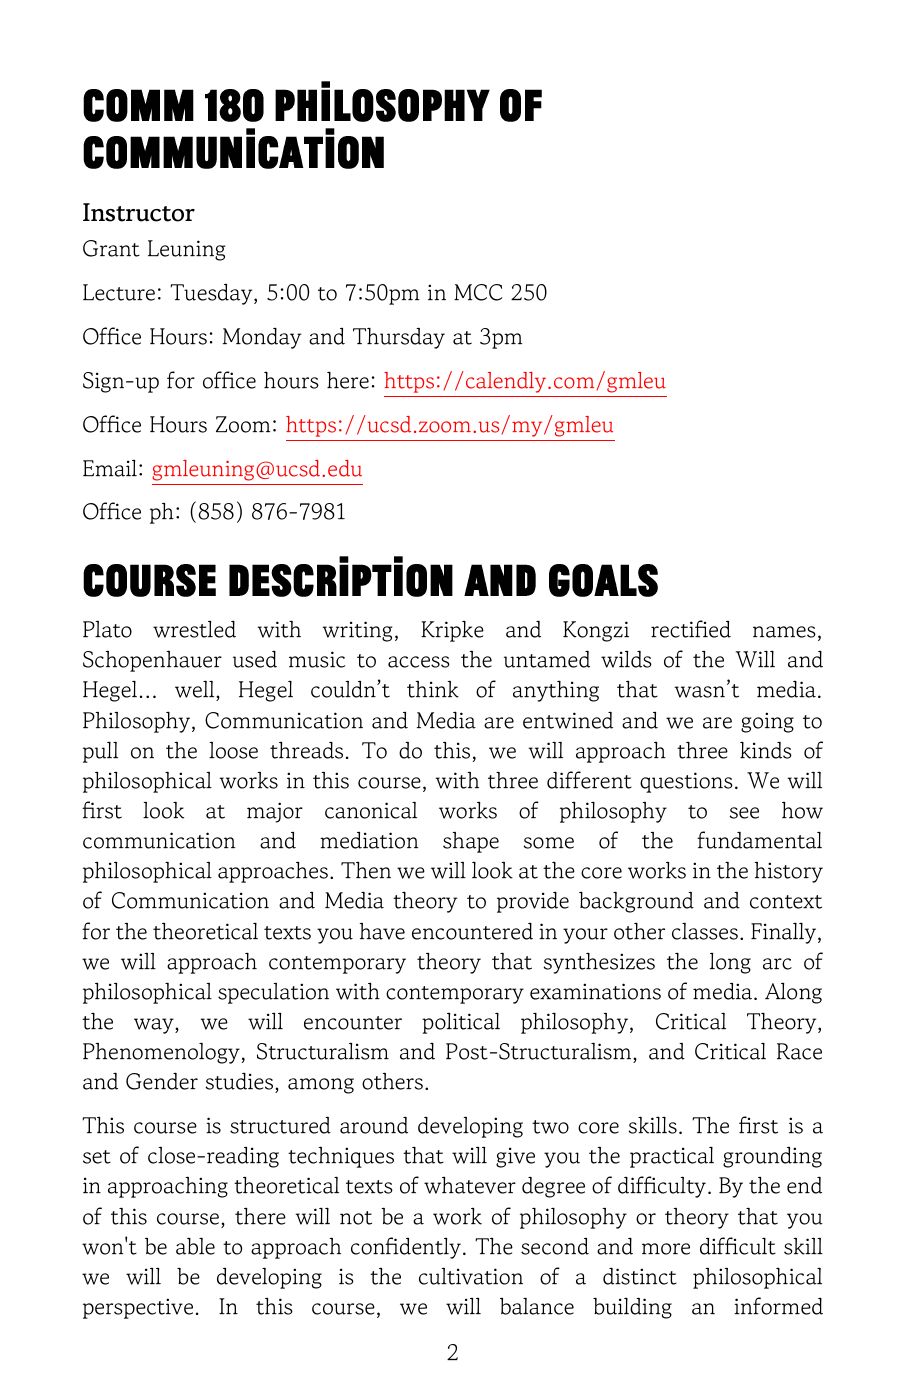 COMM 180 PHiLOSOPHY OF
COMMUNiCATiON
Instructor
Grant Leuning
Lecture: Tuesday, 5:00 to 7:50pm in MCC 250
Office Hours: Monday and Thursday at 3pm
Sign-up for office hours here: https://calendly.com/gmleu
Office Hours Zoom: https://ucsd.zoom.us/my/gmleu
Email: gmleuning@ucsd.edu
Office ph: (858) 876-7981
COURSE DESCRiPTiON AND GOALS
Plato wrestled with writing, Kripke and Kongzi rectified names,
Schopenhauer used music to access the untamed wilds of the Will and
Hegel... well, Hegel couldn’t think of anything that wasn’t media.
Philosophy, Communication and Media are entwined and we are going to
pull on the loose threads. To do this, we will approach three kinds of
philosophical works in this course, with three different questions. We will
first look at major canonical works of philosophy to see how
communication and mediation shape some of the fundamental
philosophical approaches. Then we will look at the core works in the history
of Communication and Media theory to provide background and context
for the theoretical texts you have encountered in your other classes. Finally,
we will approach contemporary theory that synthesizes the long arc of
philosophical speculation with contemporary examinations of media. Along
the way, we will encounter political philosophy, Critical Theory,
Phenomenology, Structuralism and Post-Structuralism, and Critical Race
and Gender studies, among others.
This course is structured around developing two core skills. The first is a
set of close-reading techniques that will give you the practical grounding
in approaching theoretical texts of whatever degree of difficulty. By the end
of this course, there will not be a work of philosophy or theory that you
won't be able to approach confidently. The second and more difficult skill
we will be developing is the cultivation of a distinct philosophical
perspective. In this course, we will balance building an informed
2